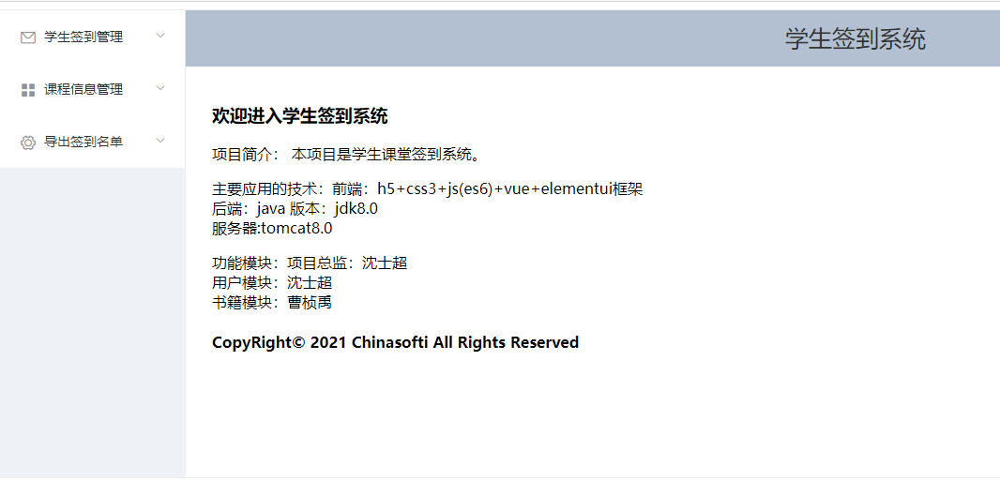 学生签到管理
课程信息管理
导出签到名单
学生签到系统
欢迎进入学生签到系统
项目简介： 本项目是学生课堂签到系统。
主要应用的技术：前端：h5+css3+js(es6)+vue+elementui框架
后端：java 版本：jdk8.0
服务器:tomcat8.0
功能模块：项目总监：沈士超
用户模块：沈士超
书籍模块：曹桢禹
CopyRight© 2021 Chinasofti All Rights Reserved